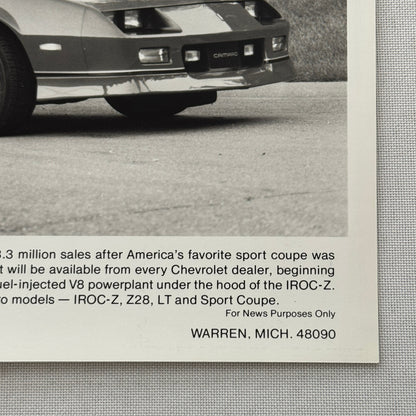 CAMARO
3.3 million sales after America's favorite sport coupe was
t will be available from every Chevrolet dealer, beginning
uel-injected V8 powerplant under the hood of the IROC-Z.
ro models — IROC-Z, Z28, LT and Sport Coupe.
For News Purposes Only
WARREN, MICH. 48090